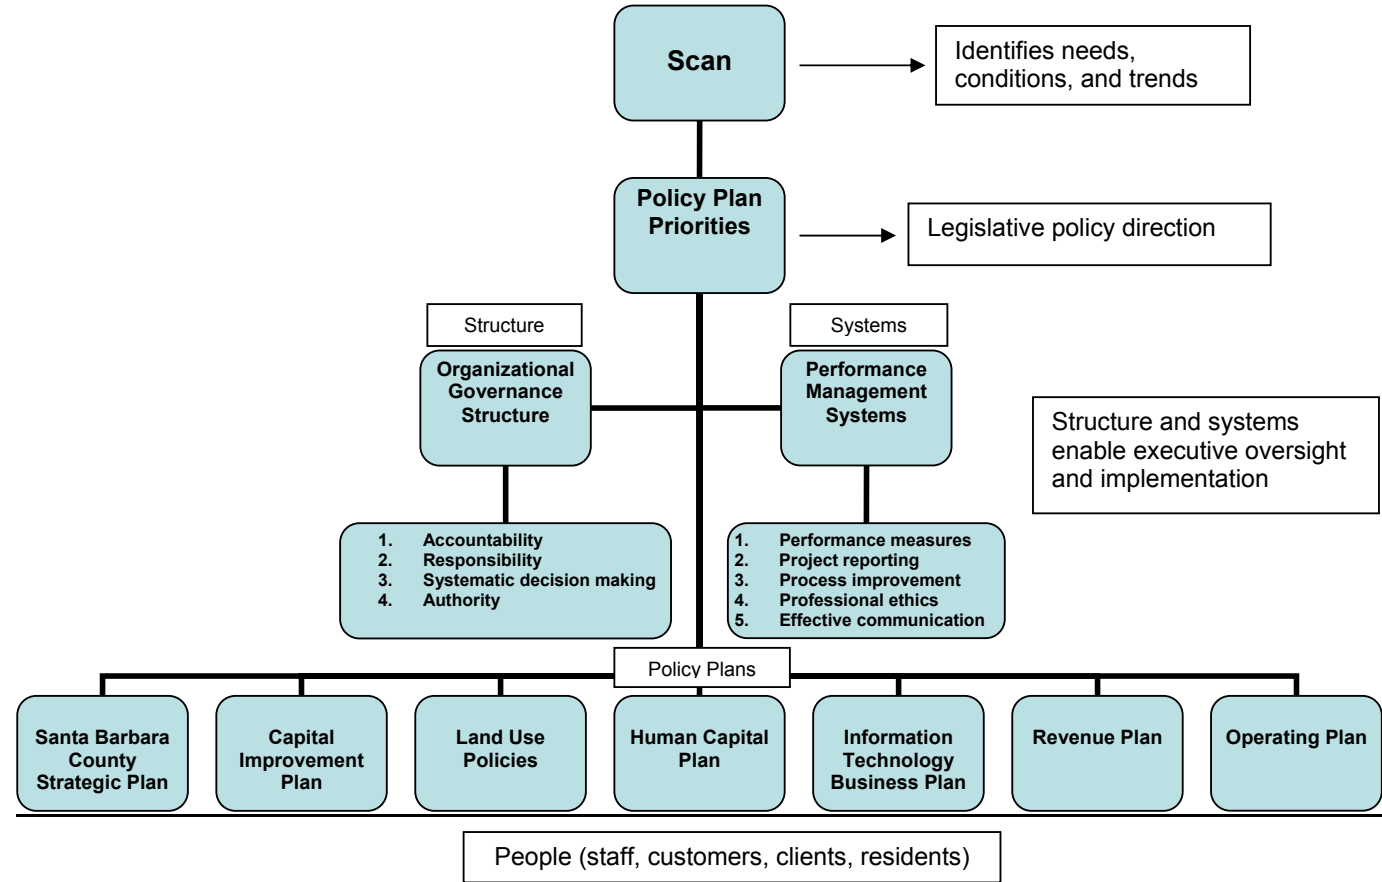 Scan
Identifies needs,
conditions, and trends
Policy Plan
Priorities
Legislative policy direction
Structure
Systems
Organizational
Governance
Structure
Performance
Management
Systems
Structure and systems
enable executive oversight
and implementation
1. Accountability
2. Responsibility
3. Systematic decision making
4. Authority
1. Performance measures
2. Project reporting
3. Process improvement
4. Professional ethics
5. Effective communication
Policy Plans
Santa Barbara
County
Strategic Plan
Capital
Improvement
Plan
Land Use
Policies
Human Capital
Plan
Information
Technology
Business Plan
Revenue Plan
Operating Plan
People (staff, customers, clients, residents)